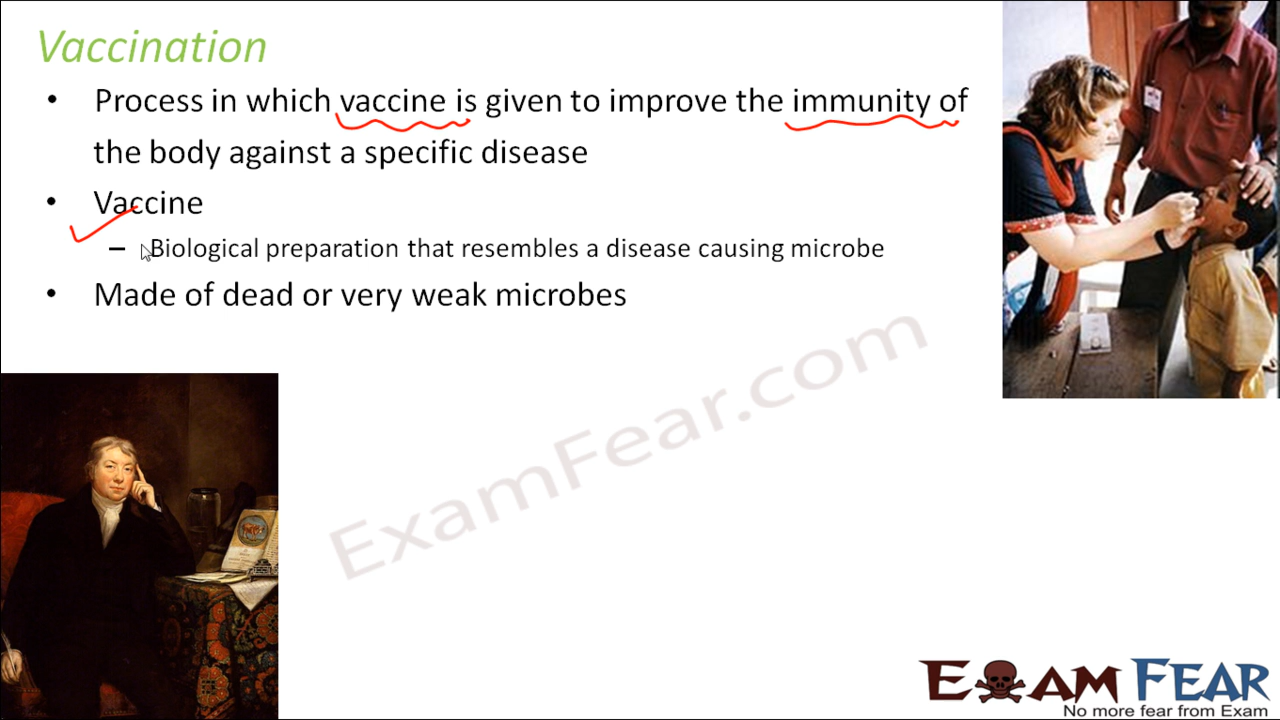 Vaccination
• Process in which vaccine is given to improve the immunity of
the body against a specific disease
• Vaccine
– Biological preparation that resembles a disease causing microbe
• Made of dead or very weak microbes
ExamFear.com
EXAM FEAR
No more fear from Exam